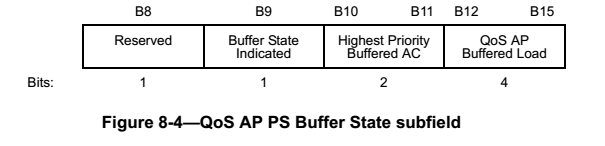 B8 B9 B10 B11 B12 B15
Reserved Buffer State Indicated Highest Priority Buffered AC QoS AP Buffered Load
Bits: 1 1 2 4
Figure 8-4—QoS AP PS Buffer State subfield